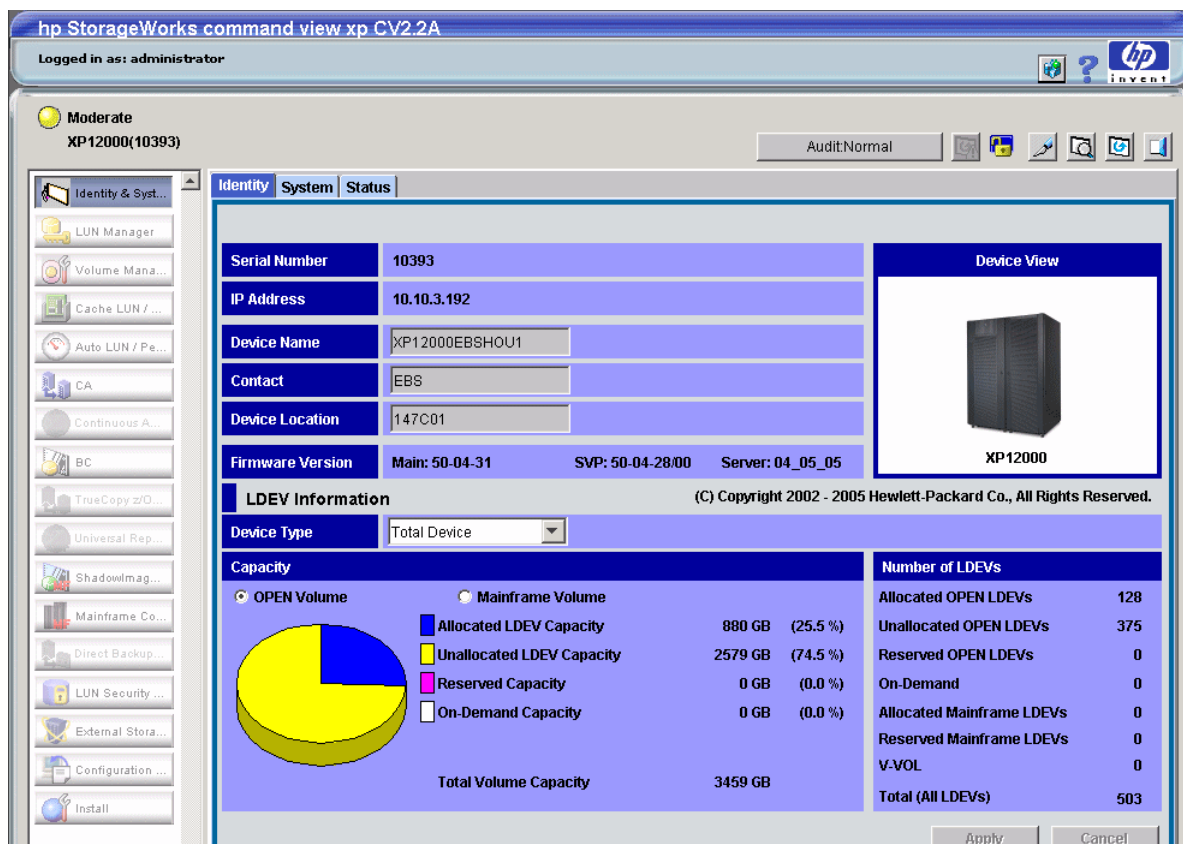 hp StorageWorks command view xp CV2.2A
Logged in as: administrator
hp
invent
Moderate
XP12000(10393)
Audit:Normal
Identity & Syst...
LUN Manager
Volume Mana...
Cache LUN / ...
Auto LUN / Pe...
CA
Continuous A...
BC
TrueCopy z/O...
Universal Rep...
ShadowImag...
Mainframe Co...
Direct Backup...
LUN Security ...
External Stora...
Configuration ...
Install
Identity System Status
Serial Number 10393
IP Address 10.10.3.192
Device Name XP12000EBSHOU1
Contact EBS
Device Location 147C01
Firmware Version Main: 50-04-31 SVP: 50-04-28/00 Server: 04_05_05
Device View
XP12000
LDEV Information (C) Copyright 2002 - 2005 Hewlett-Packard Co., All Rights Reserved.
Device Type Total Device
Capacity
OPEN Volume Mainframe Volume
Allocated LDEV Capacity 880 GB (25.5 %)
Unallocated LDEV Capacity 2579 GB (74.5 %)
Reserved Capacity 0 GB (0.0 %)
On-Demand Capacity 0 GB (0.0 %)
Total Volume Capacity 3459 GB
Number of LDEVs
Allocated OPEN LDEVs 128
Unallocated OPEN LDEVs 375
Reserved OPEN LDEVs 0
On-Demand 0
Allocated Mainframe LDEVs 0
Reserved Mainframe LDEVs 0
V-VOL 0
Total (All LDEVs) 503
Apply Cancel